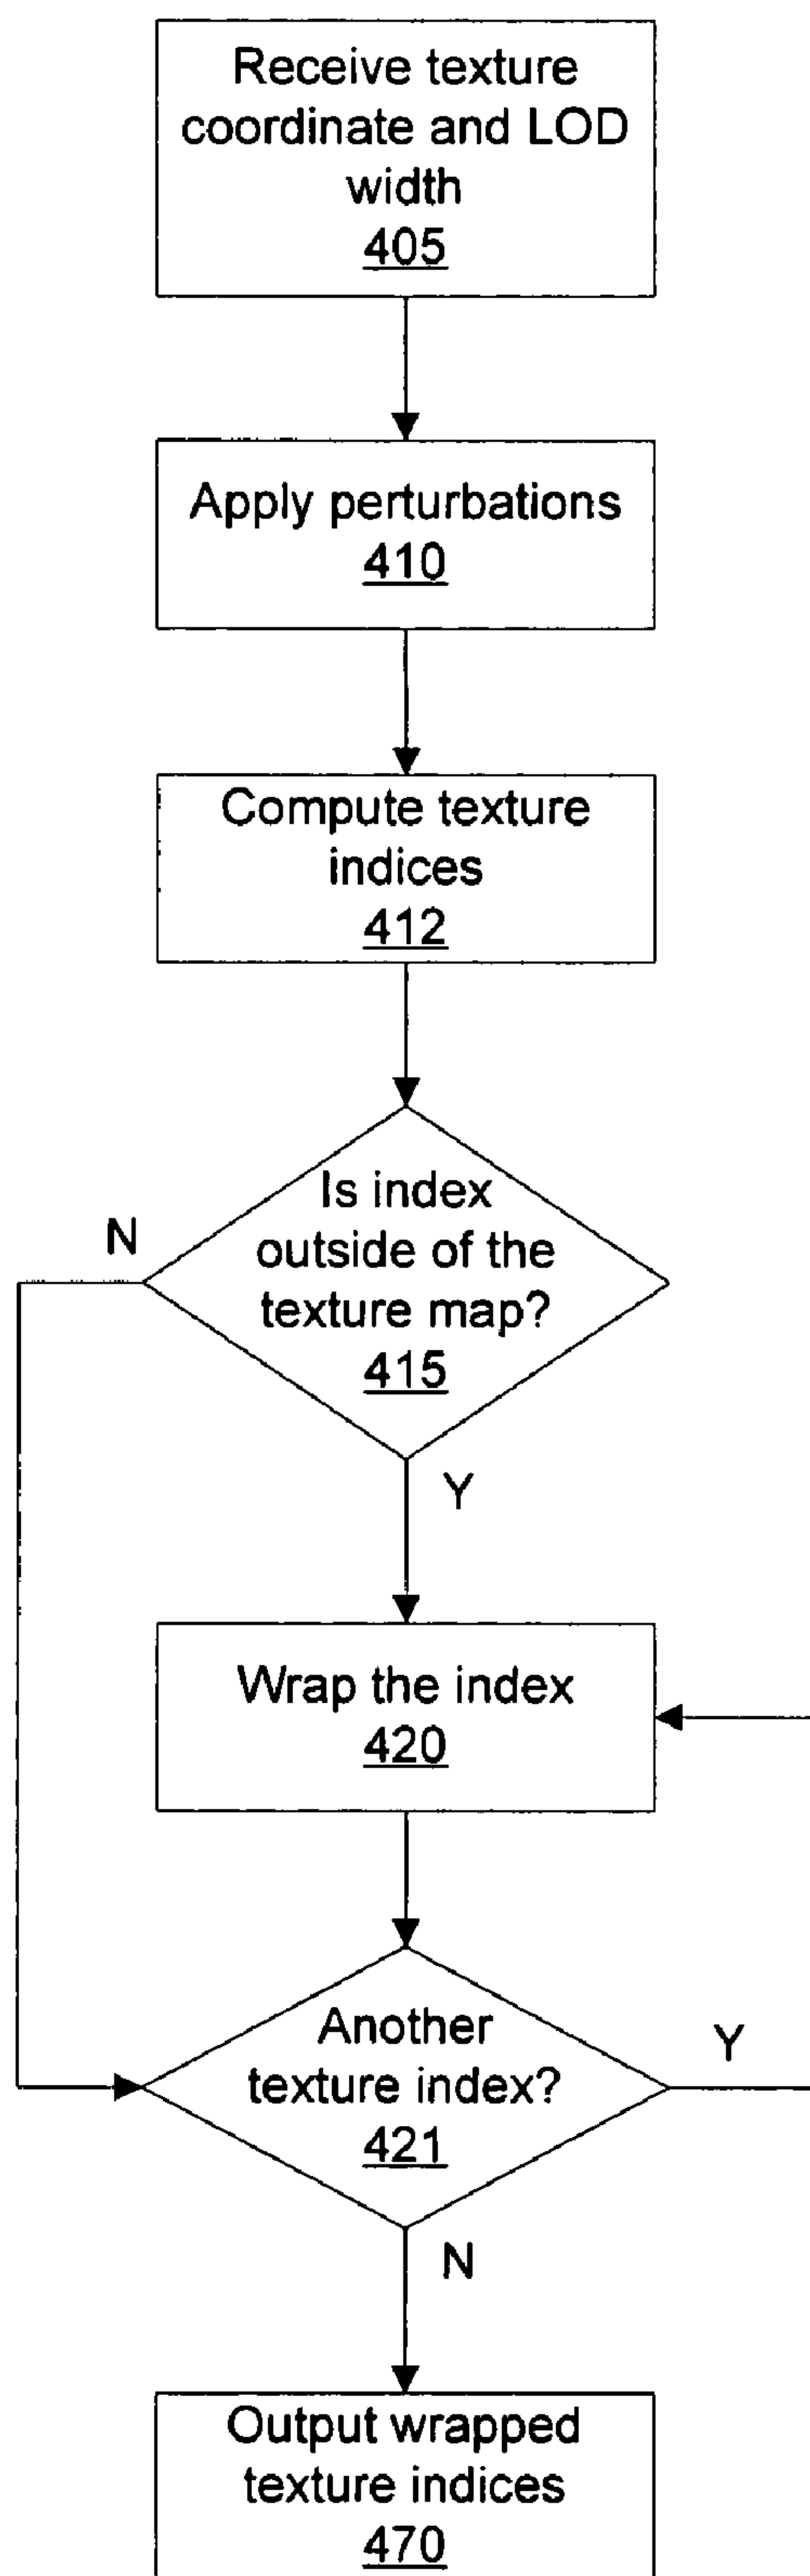 Receive texture
coordinate and LOD
width
405
Apply perturbations
410
Compute texture
indices
412
Is index
outside of the
texture map?
415
N
Y
Wrap the index
420
Another
texture index?
421
Y
N
Output wrapped
texture indices
470